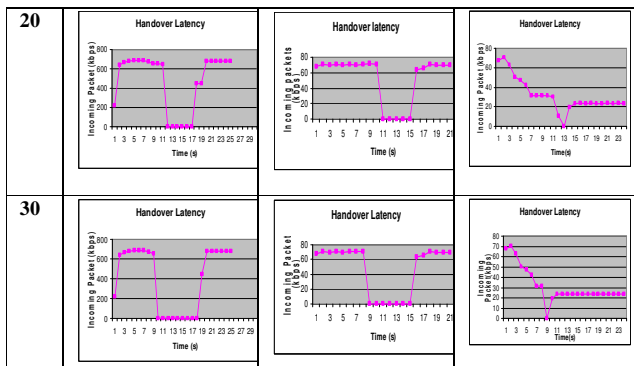 20
Handover Latency
Incoming Packet (kbps)
800
600
400
200
0
1 3 5 7 9 11 13 15 17 19 21 23 25 27 29
Time (s)
Handover latency
Incoming packets (kbps)
80
60
40
20
0
1 3 5 7 9 11 13 15 17 19 21
Time (s)
Handover Latency
Incoming Packet (kbps)
80
60
40
20
0
1 3 5 7 9 11 13 15 17 19 21 23
Time (s)
30
Handover Latency
Incoming Packet(kbps)
800
600
400
200
0
1 3 5 7 9 11 13 15 17 19 21 23 25 27 29
Time (s)
Handover Latency
Incoming Packet (kbps)
100
80
60
40
20
0
1 3 5 7 9 11 13 15 17 19 21
Time (s)
Handover Latency
Incoming Packet(kbps)
80
70
60
50
40
30
20
10
0
1 3 5 7 9 11 13 15 17 19 21 23
Time(s)